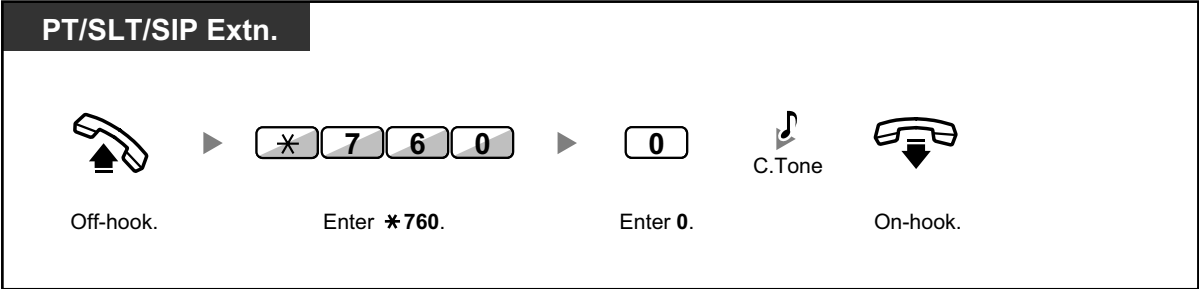 PT/SLT/SIP Extn.
* 7 6 0 0
C.Tone
Off-hook. Enter *760. Enter 0. On-hook.